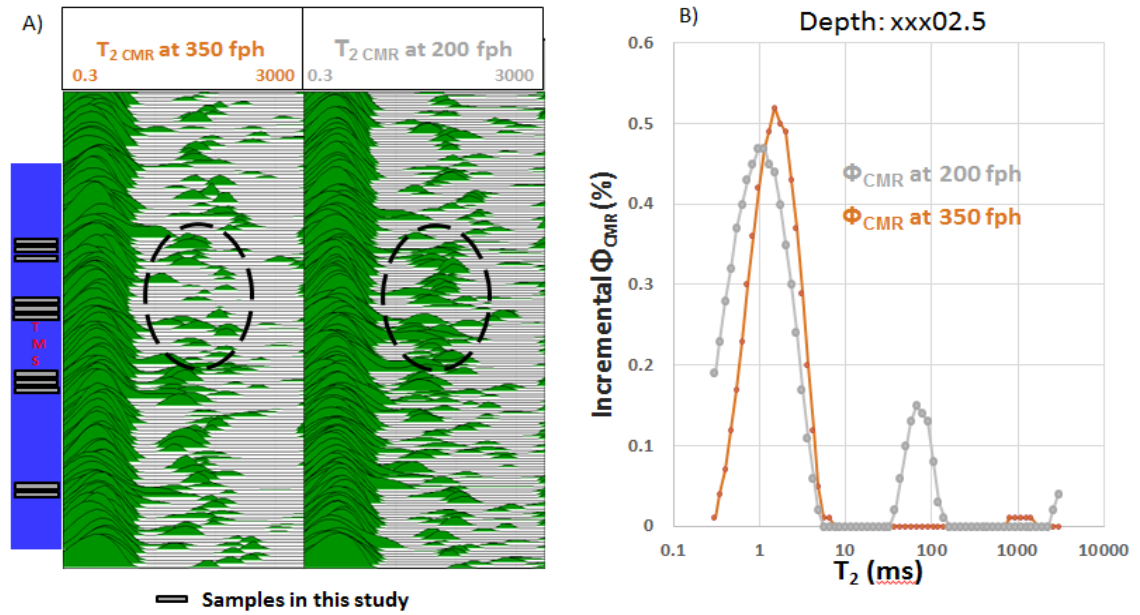 A)
T2 CMR at 350 fph
T2 CMR at 200 fph
0.3 3000
0.3 3000
T
M
S
Samples in this study
B)
Depth: xxx02.5
Incremental ΦCMR (%)
0.6
0.5
0.4
0.3
0.2
0.1
0
ΦCMR at 200 fph
ΦCMR at 350 fph
0.1 1 10 100 1000 10000
T2 (ms)